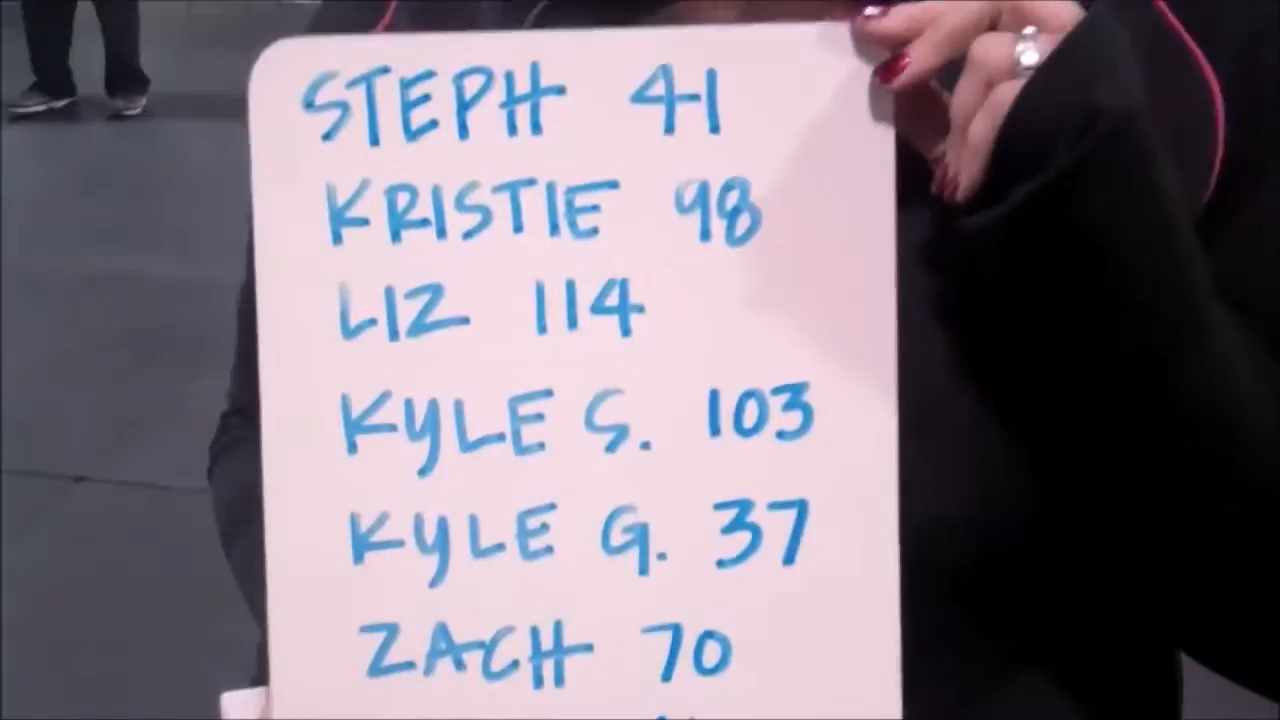 STEPH 41
KRISTIE 98
LIZ 114
KYLE S. 103
KYLE G. 37
ZACH 70